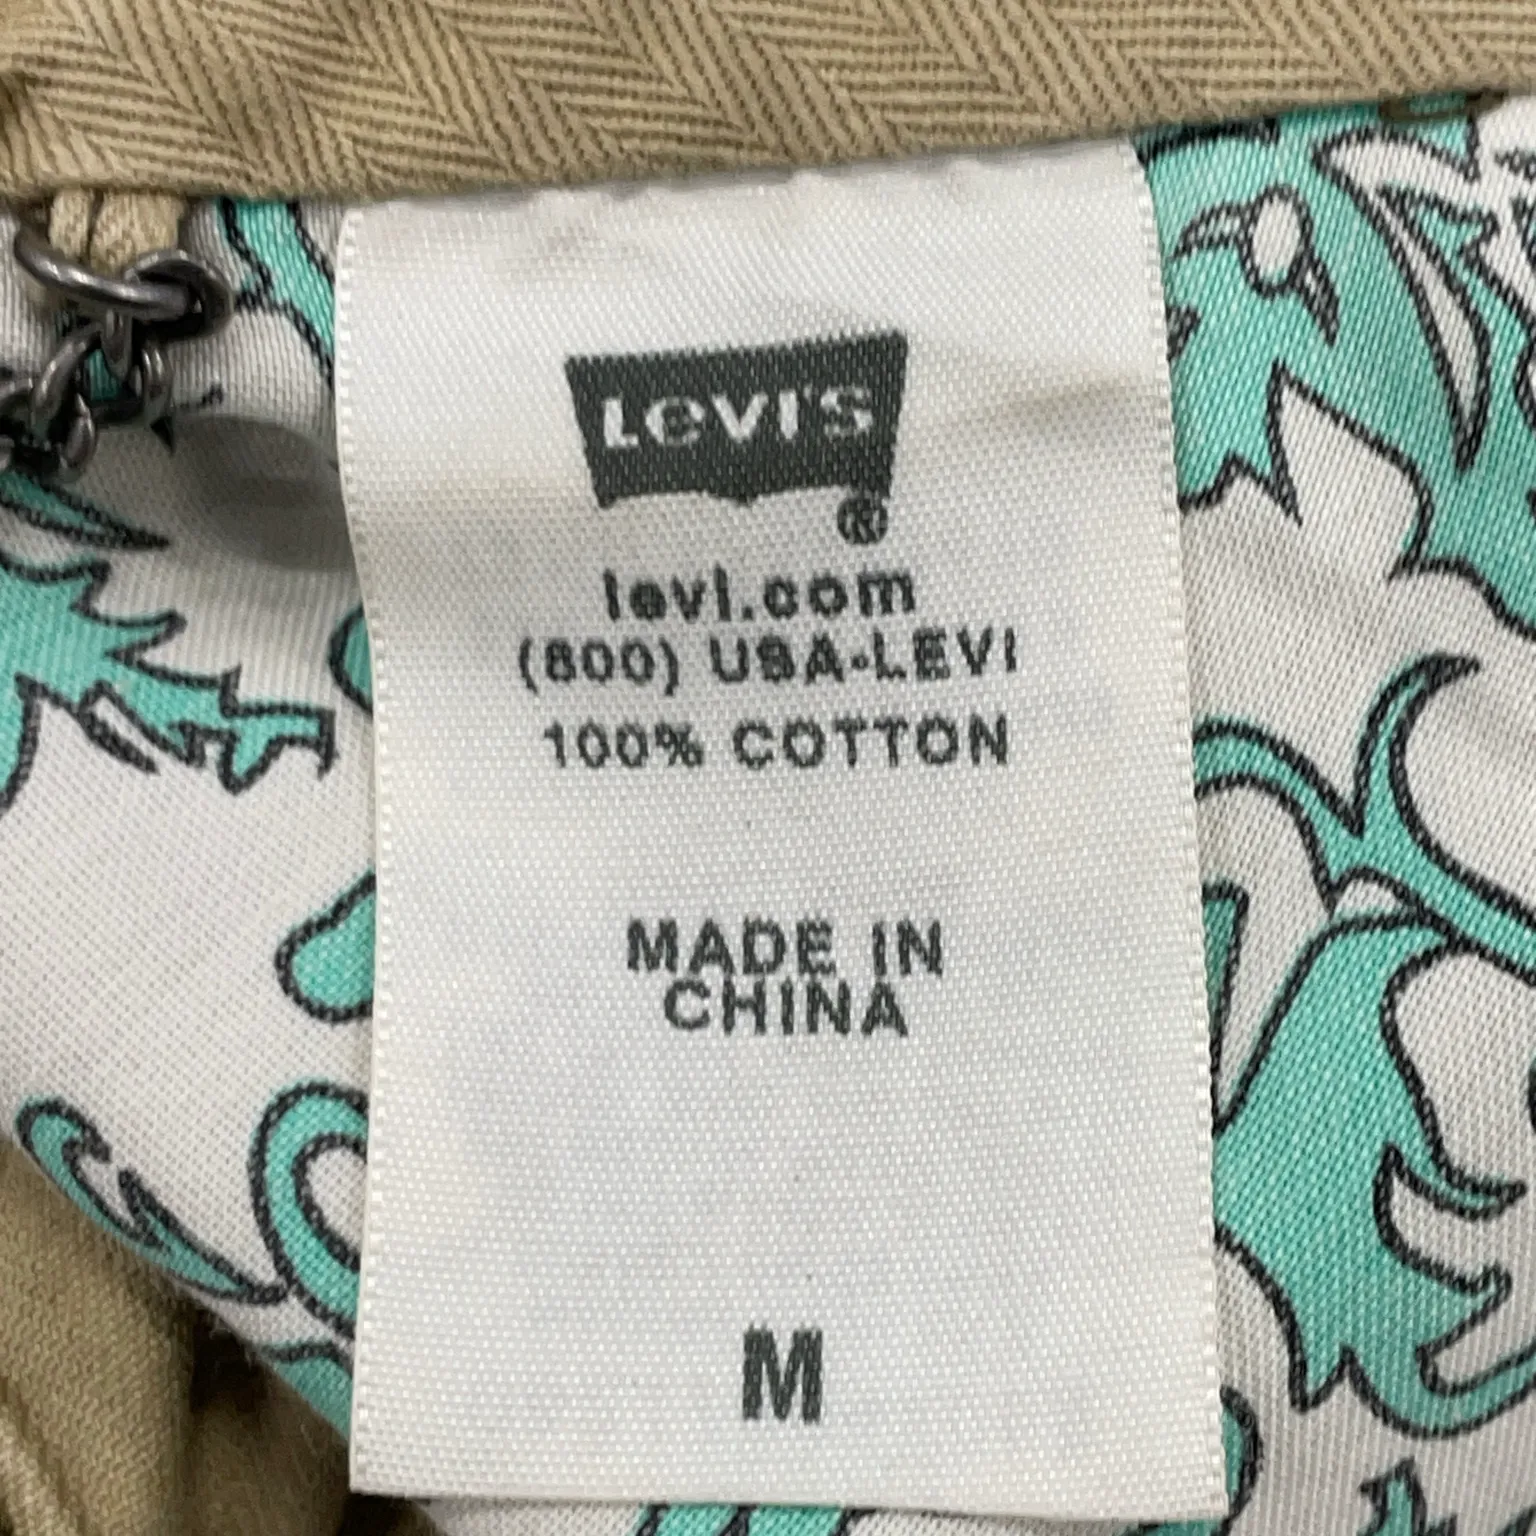 LEVI'S
®
levi.com
(800) USA-LEVI
100% COTTON
MADE IN
CHINA
M